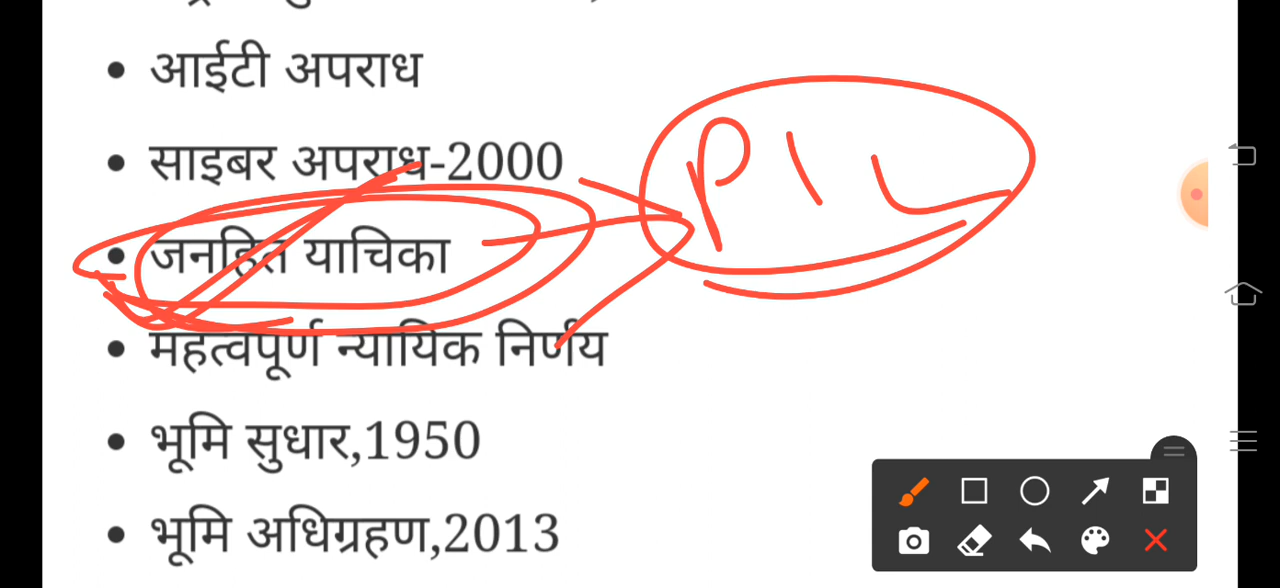 आईटी अपराध
साइबर अपराध-2000
PIL
जनहित याचिका
महत्वपूर्ण न्यायिक निर्णय
भूमि सुधार,1950
भूमि अधिग्रहण,2013